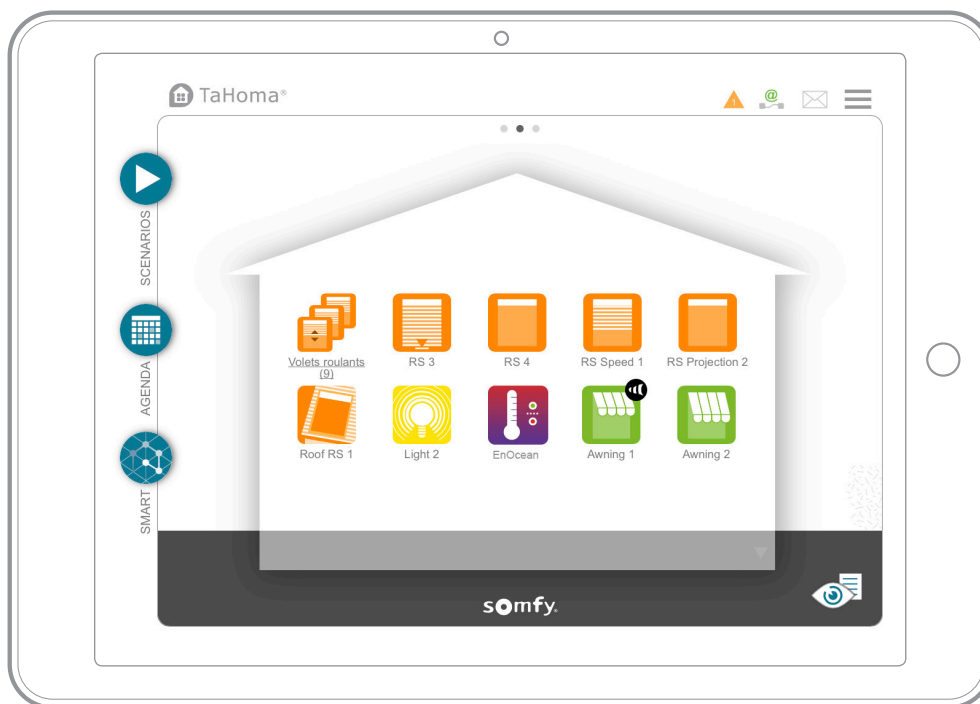 TaHoma®
1
@
SCENARIOS
AGENDA
SMART
Volets roulants
(9)
RS 3
RS 4
RS Speed 1
RS Projection 2
Roof RS 1
Light 2
EnOcean
Awning 1
Awning 2
somfy.